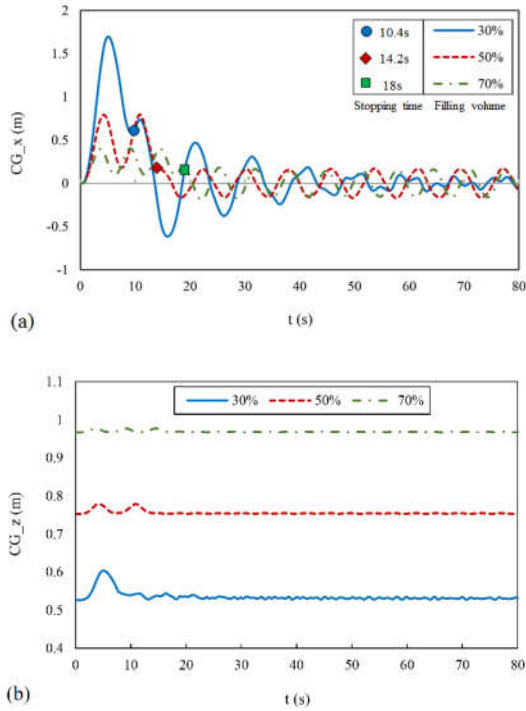 2
1.5
1
0.5
0
-0.5
-1
CG_x (m)
10.4s 30%
14.2s 50%
18s 70%
Stopping time Filling volume
0 10 20 30 40 50 60 70 80
t (s)
(a)
1.1
1
0.9
0.8
0.7
0.6
0.5
0.4
CG_z (m)
30% 50% 70%
0 10 20 30 40 50 60 70 80
t (s)
(b)